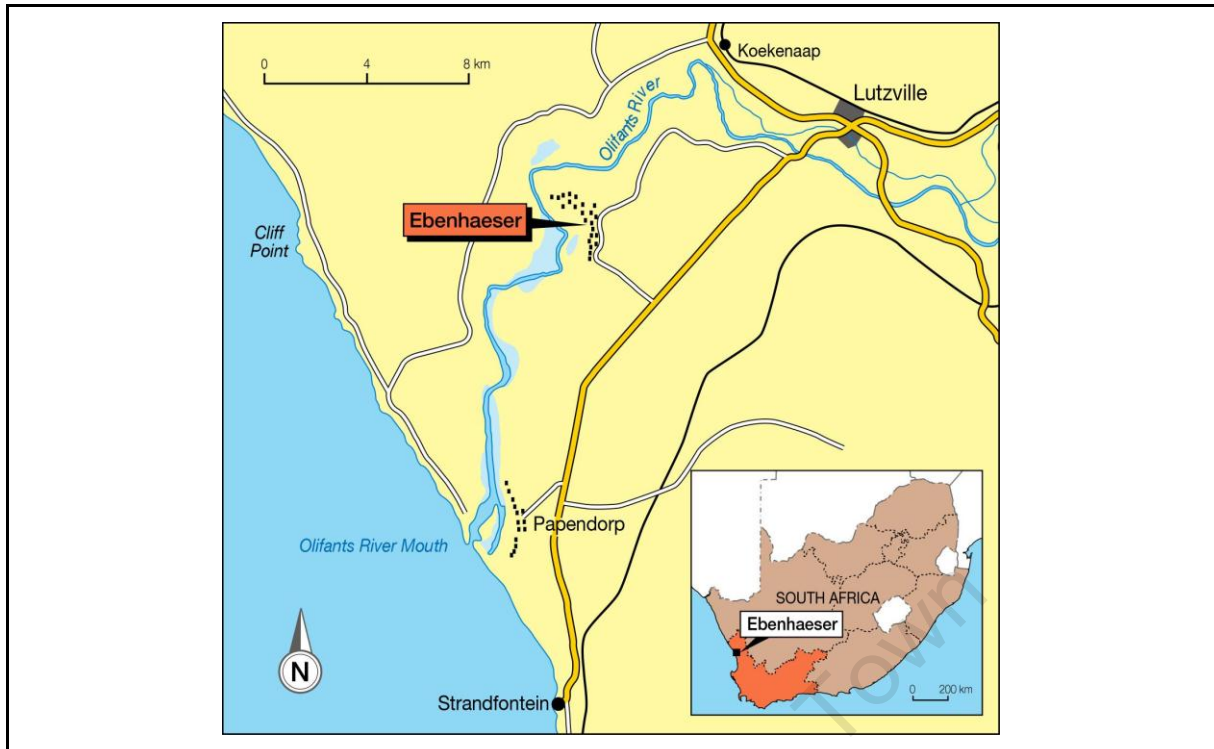 0 4 8 km
Koekenaap
Lutzville
Olifants River
Ebenhaeser
Cliff
Point
Papendorp
Olifants River Mouth
SOUTH AFRICA
Ebenhaeser
0 200 km
N
Strandfontein
Town